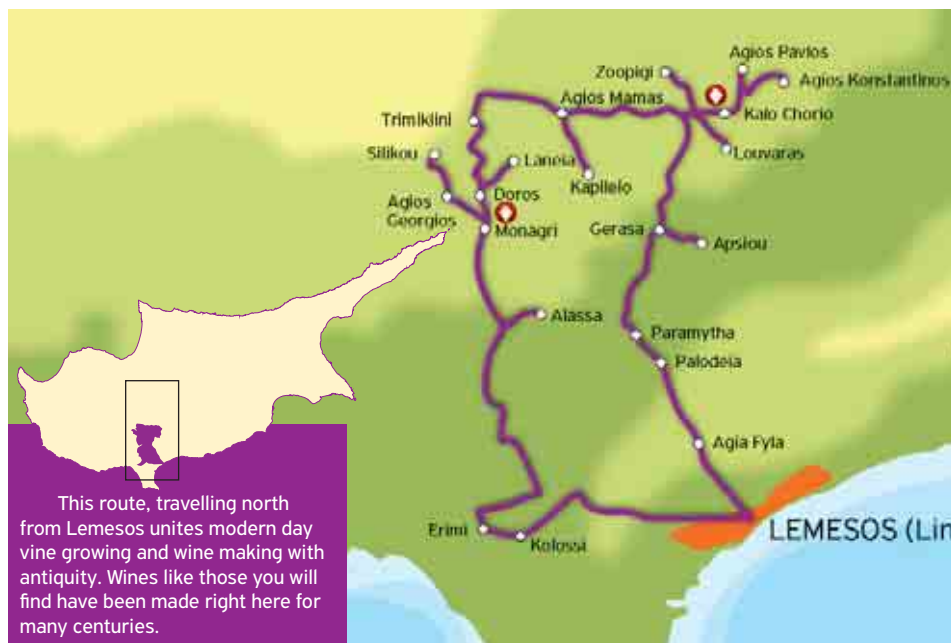 Agios Pavlos
Zoopigi
Agios Konstantinos
Agios Mamas
Kalo Chorio
Trimiklini
Louvaras
Silikou
Laneia
Kapileio
Doros
Agios
Georgios
Monagri
Gerasa
Apsiou
Alassa
Paramytha
Palodeia
Agia Fyla
Erimi
Kolossi
LEMESOS (Lin
This route, travelling north
from Lemesos unites modern day
vine growing and wine making with
antiquity. Wines like those you will
find have been made right here for
many centuries.